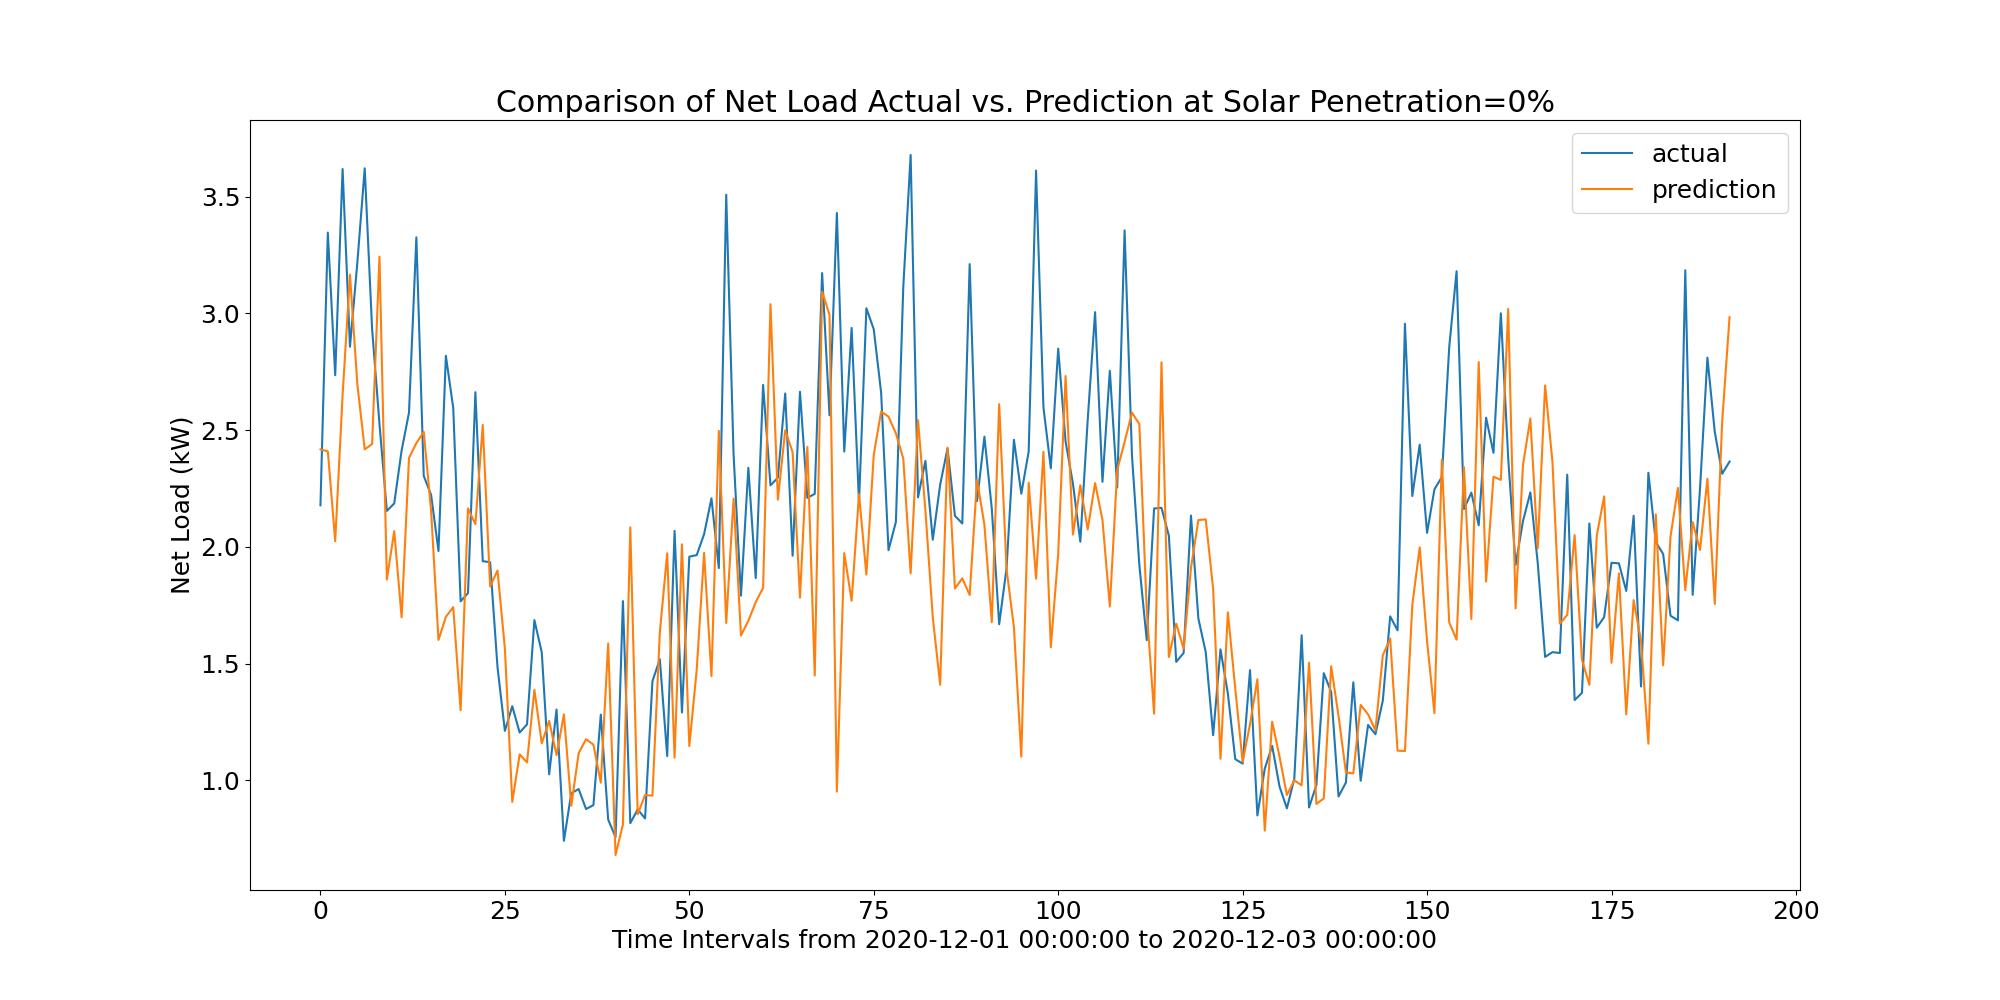 Comparison of Net Load Actual vs. Prediction at Solar Penetration=0%
actual
prediction
Net Load (kW)
3.5
3.0
2.5
2.0
1.5
1.0
0 25 50 75 100 125 150 175 200
Time Intervals from 2020-12-01 00:00:00 to 2020-12-03 00:00:00